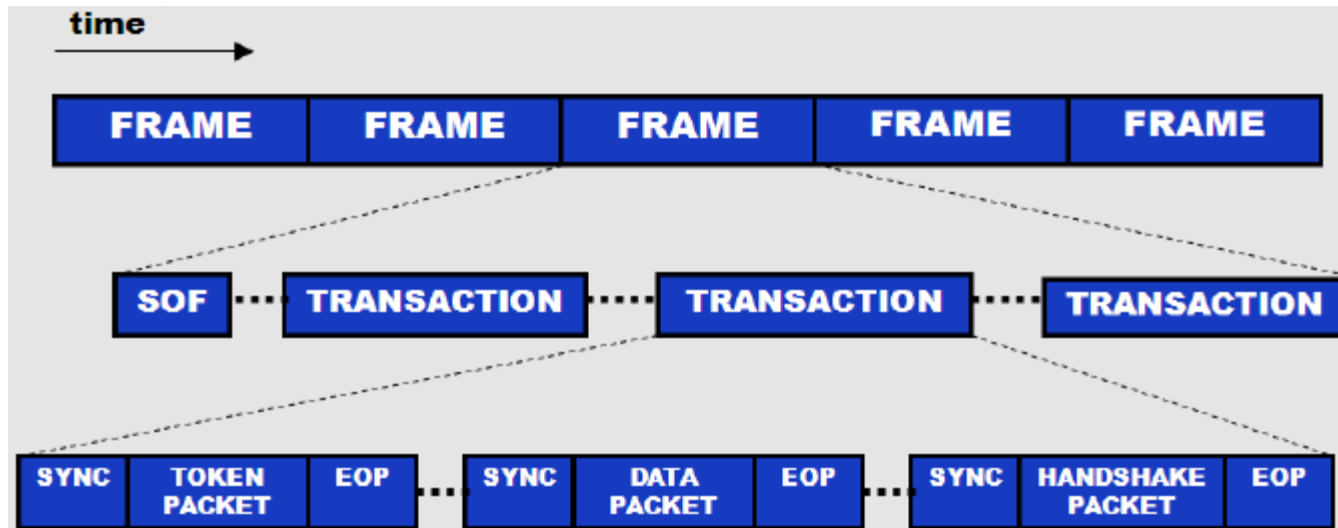 time
FRAME FRAME FRAME FRAME FRAME
SOF TRANSACTION TRANSACTION TRANSACTION
SYNC TOKEN PACKET EOP SYNC DATA PACKET EOP SYNC HANDSHAKE PACKET EOP